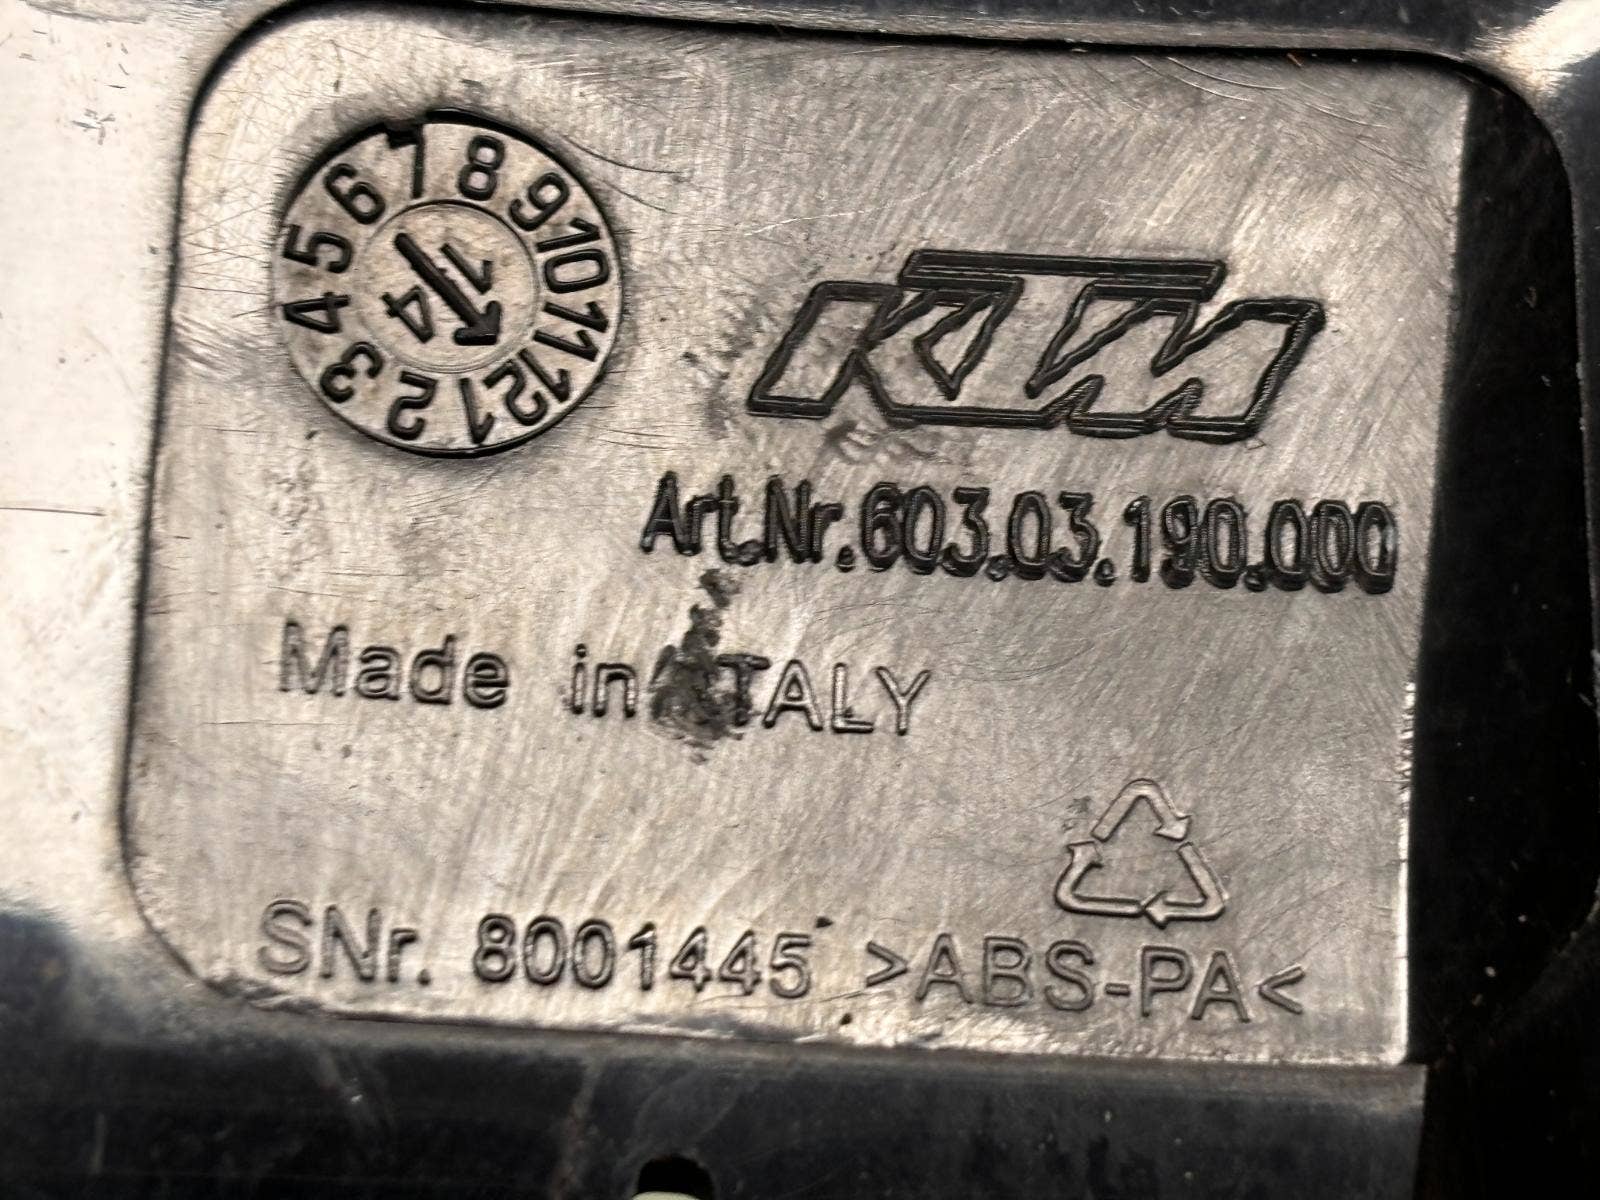 1 2 3 4 5 6 7 8 9 10 11 12
14
KTM
Art.Nr.603.03.190.000
Made in ITALY
SNr. 8001445 >ABS-PA<